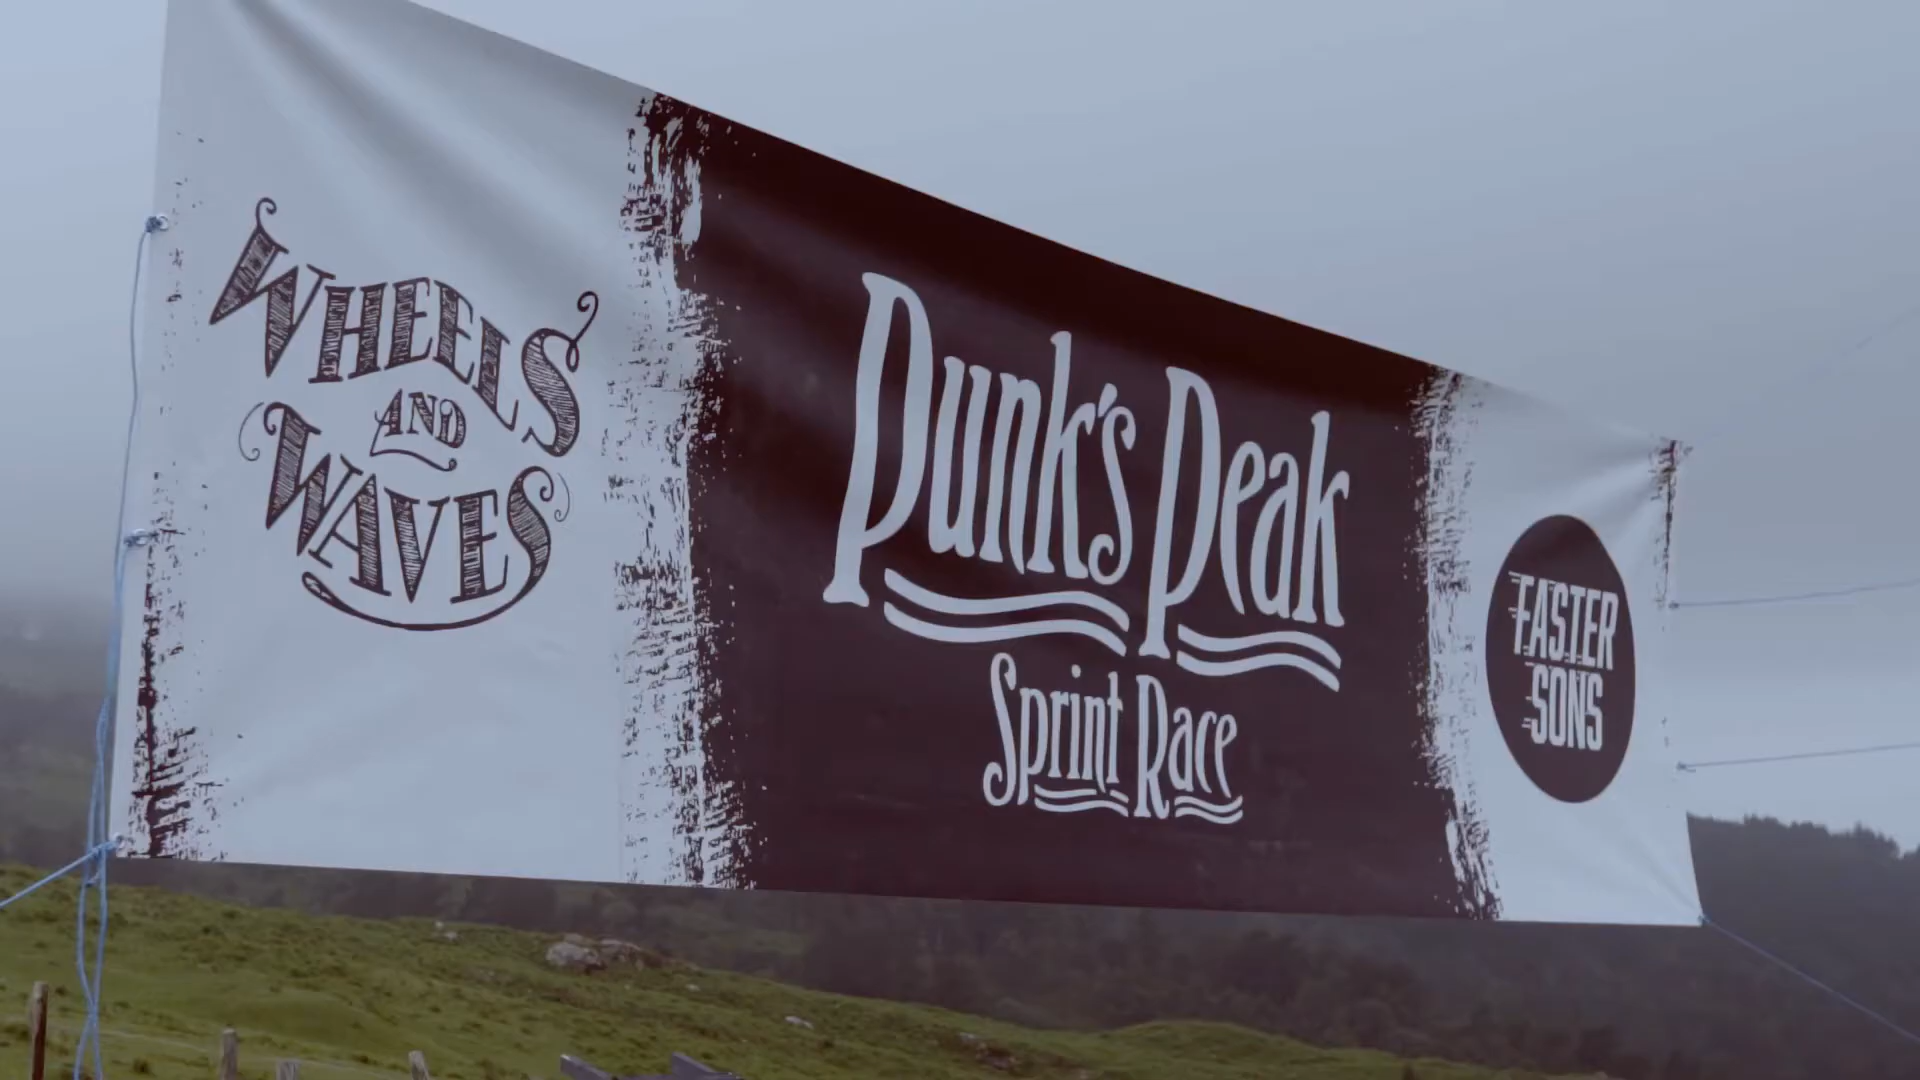 WHEELS
AND
WAVES
Punk's Peak
Sprint Race
FASTER
SONS